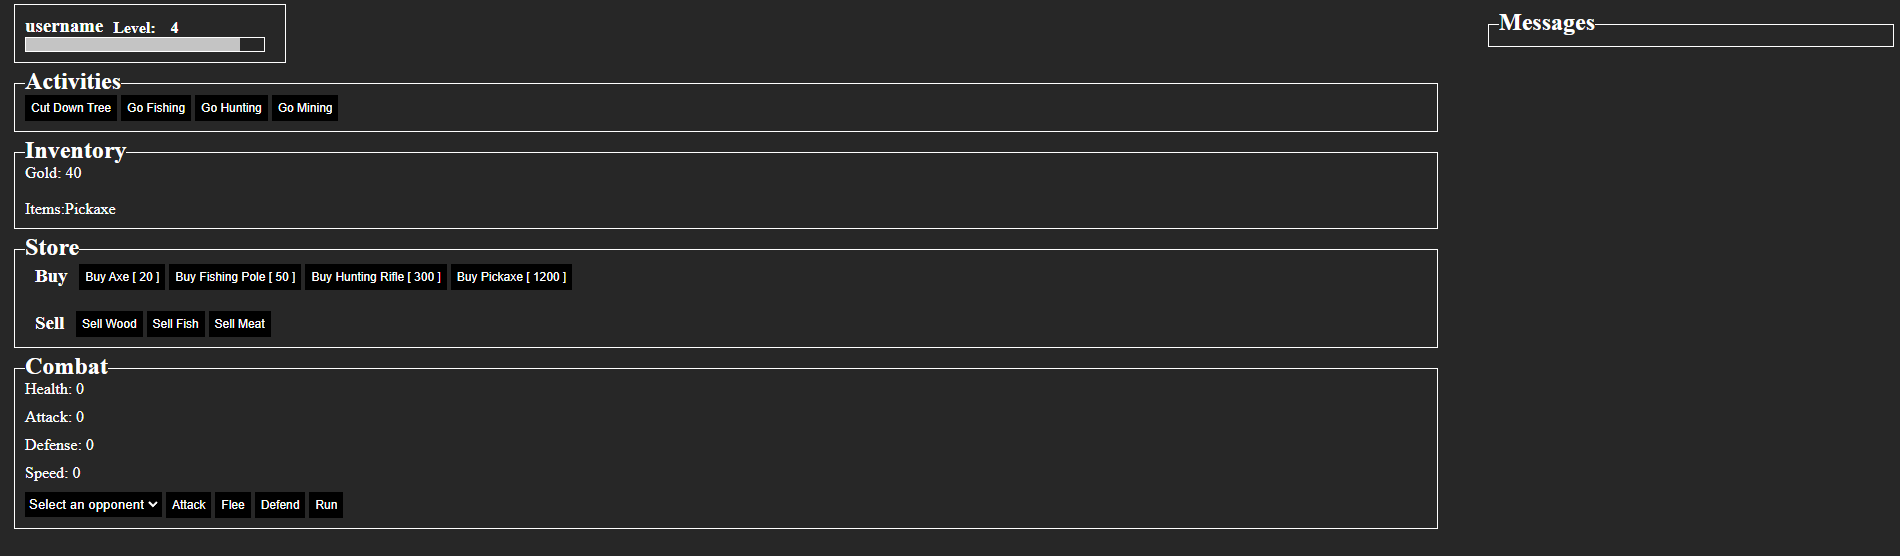 username Level: 4
Messages
Activities
Cut Down Tree Go Fishing Go Hunting Go Mining
Inventory
Gold: 40
Items:Pickaxe
Store
Buy Buy Axe [ 20 ] Buy Fishing Pole [ 50 ] Buy Hunting Rifle [ 300 ] Buy Pickaxe [ 1200 ]
Sell Sell Wood Sell Fish Sell Meat
Combat
Health: 0
Attack: 0
Defense: 0
Speed: 0
Select an opponent Attack Flee Defend Run